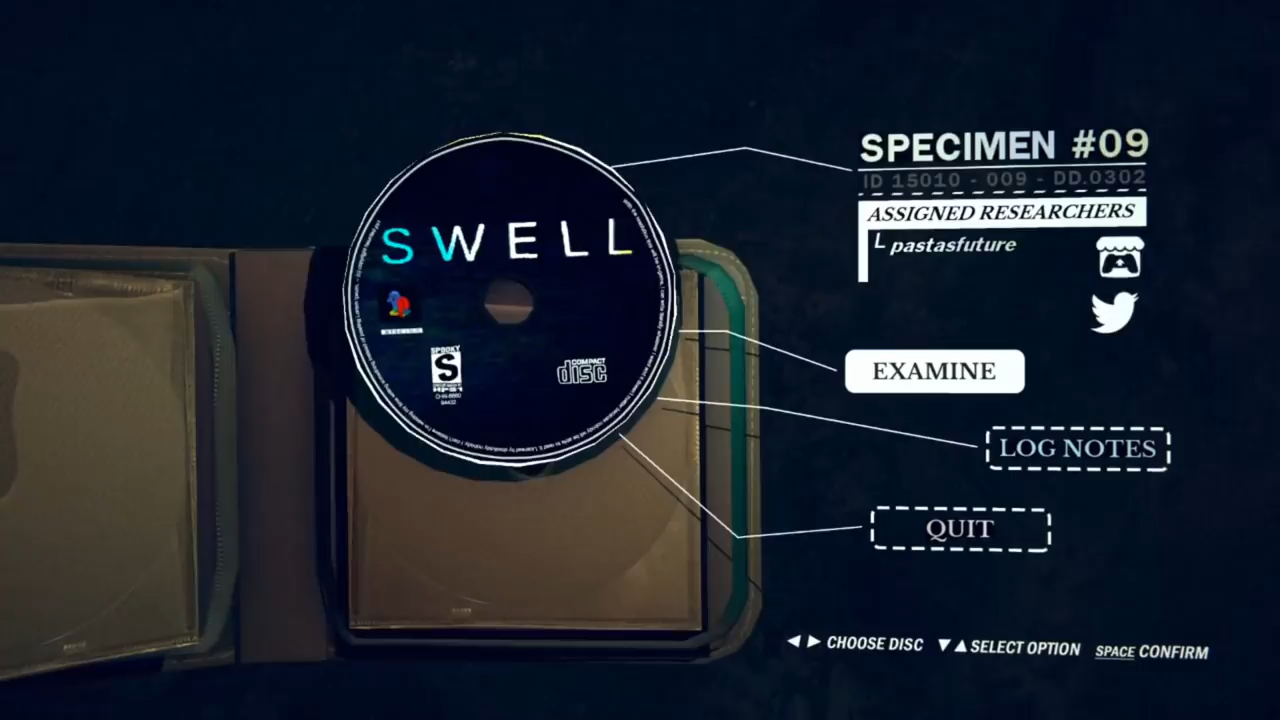 SPECIMEN #09
ID 15010 - 009 - DD.0302
ASSIGNED RESEARCHERS
└ pastasfuture
SWELL
SPOOKY
S
COMPACT
disc
EXAMINE
LOG NOTES
QUIT
◀ ▶ CHOOSE DISC ▼▲ SELECT OPTION SPACE CONFIRM